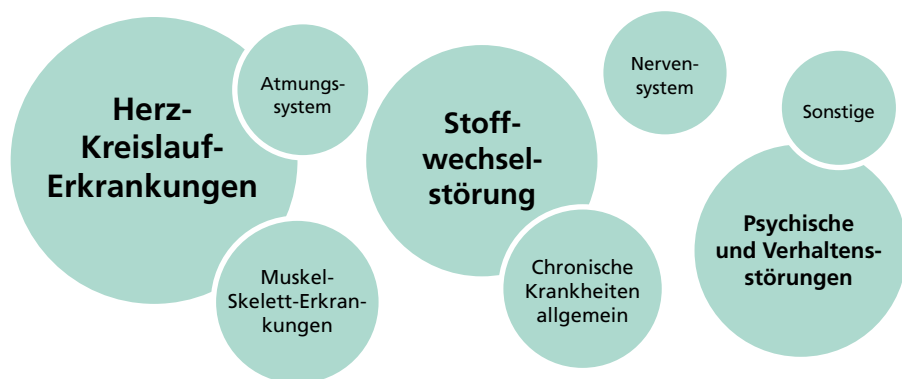 Herz-
Kreislauf-
Erkrankungen
Atmungs-
system
Muskel-
Skelett-Erkran-
kungen
Stoff-
wechsel-
störung
Chronische
Krankheiten
allgemein
Nerven-
system
Sonstige
Psychische
und Verhaltens-
störungen